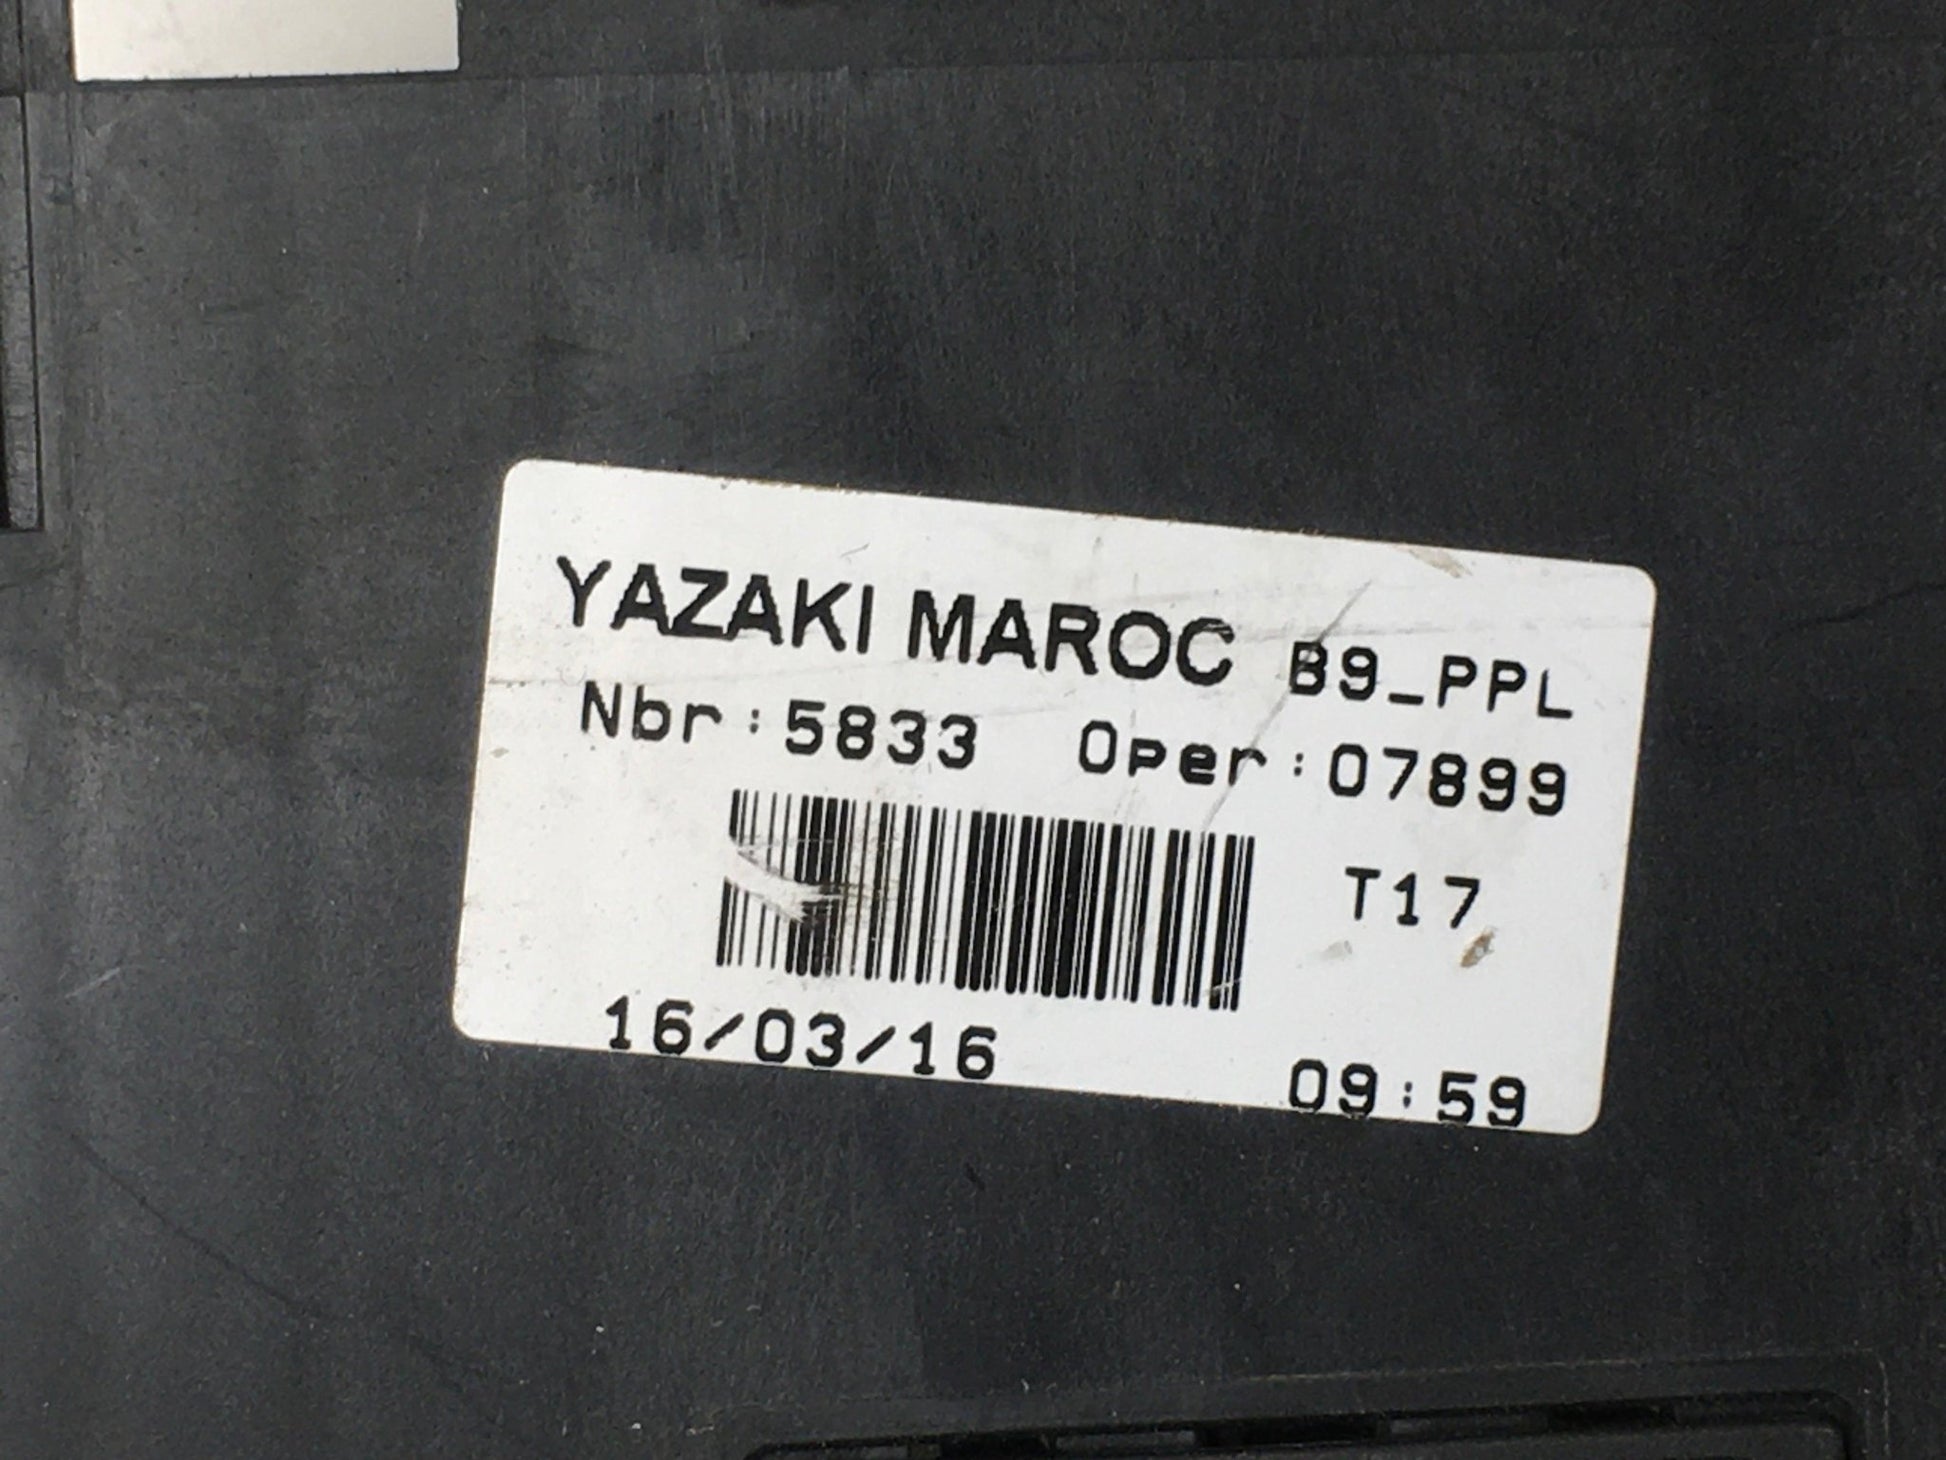 YAZAKI MAROC B9_PPL
Nbr:5833 Oper:07899
T17
16/03/16 09:59